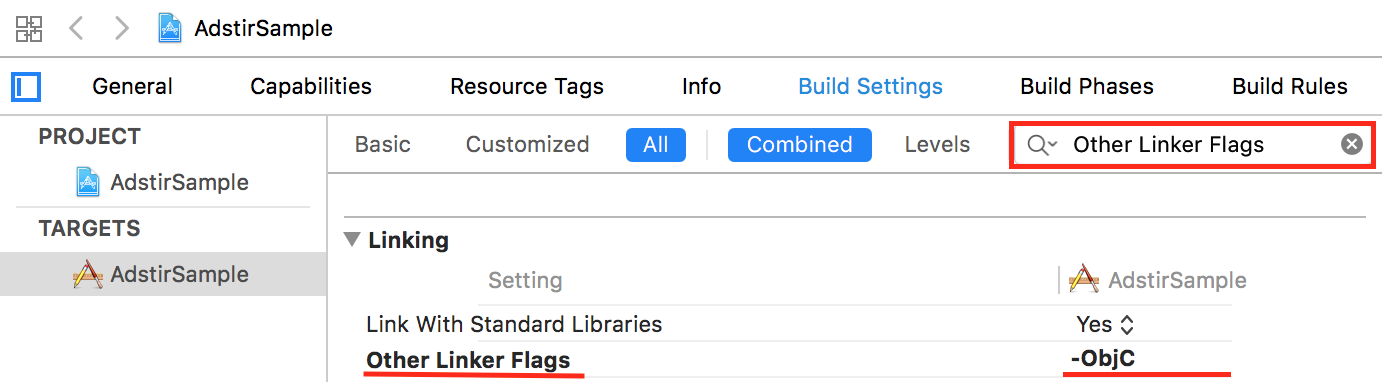 AdstirSample
General Capabilities Resource Tags Info Build Settings Build Phases Build Rules
PROJECT
AdstirSample
TARGETS
AdstirSample
Basic Customized All Combined Levels Other Linker Flags
Linking
Setting AdstirSample
Link With Standard Libraries Yes
Other Linker Flags -ObjC